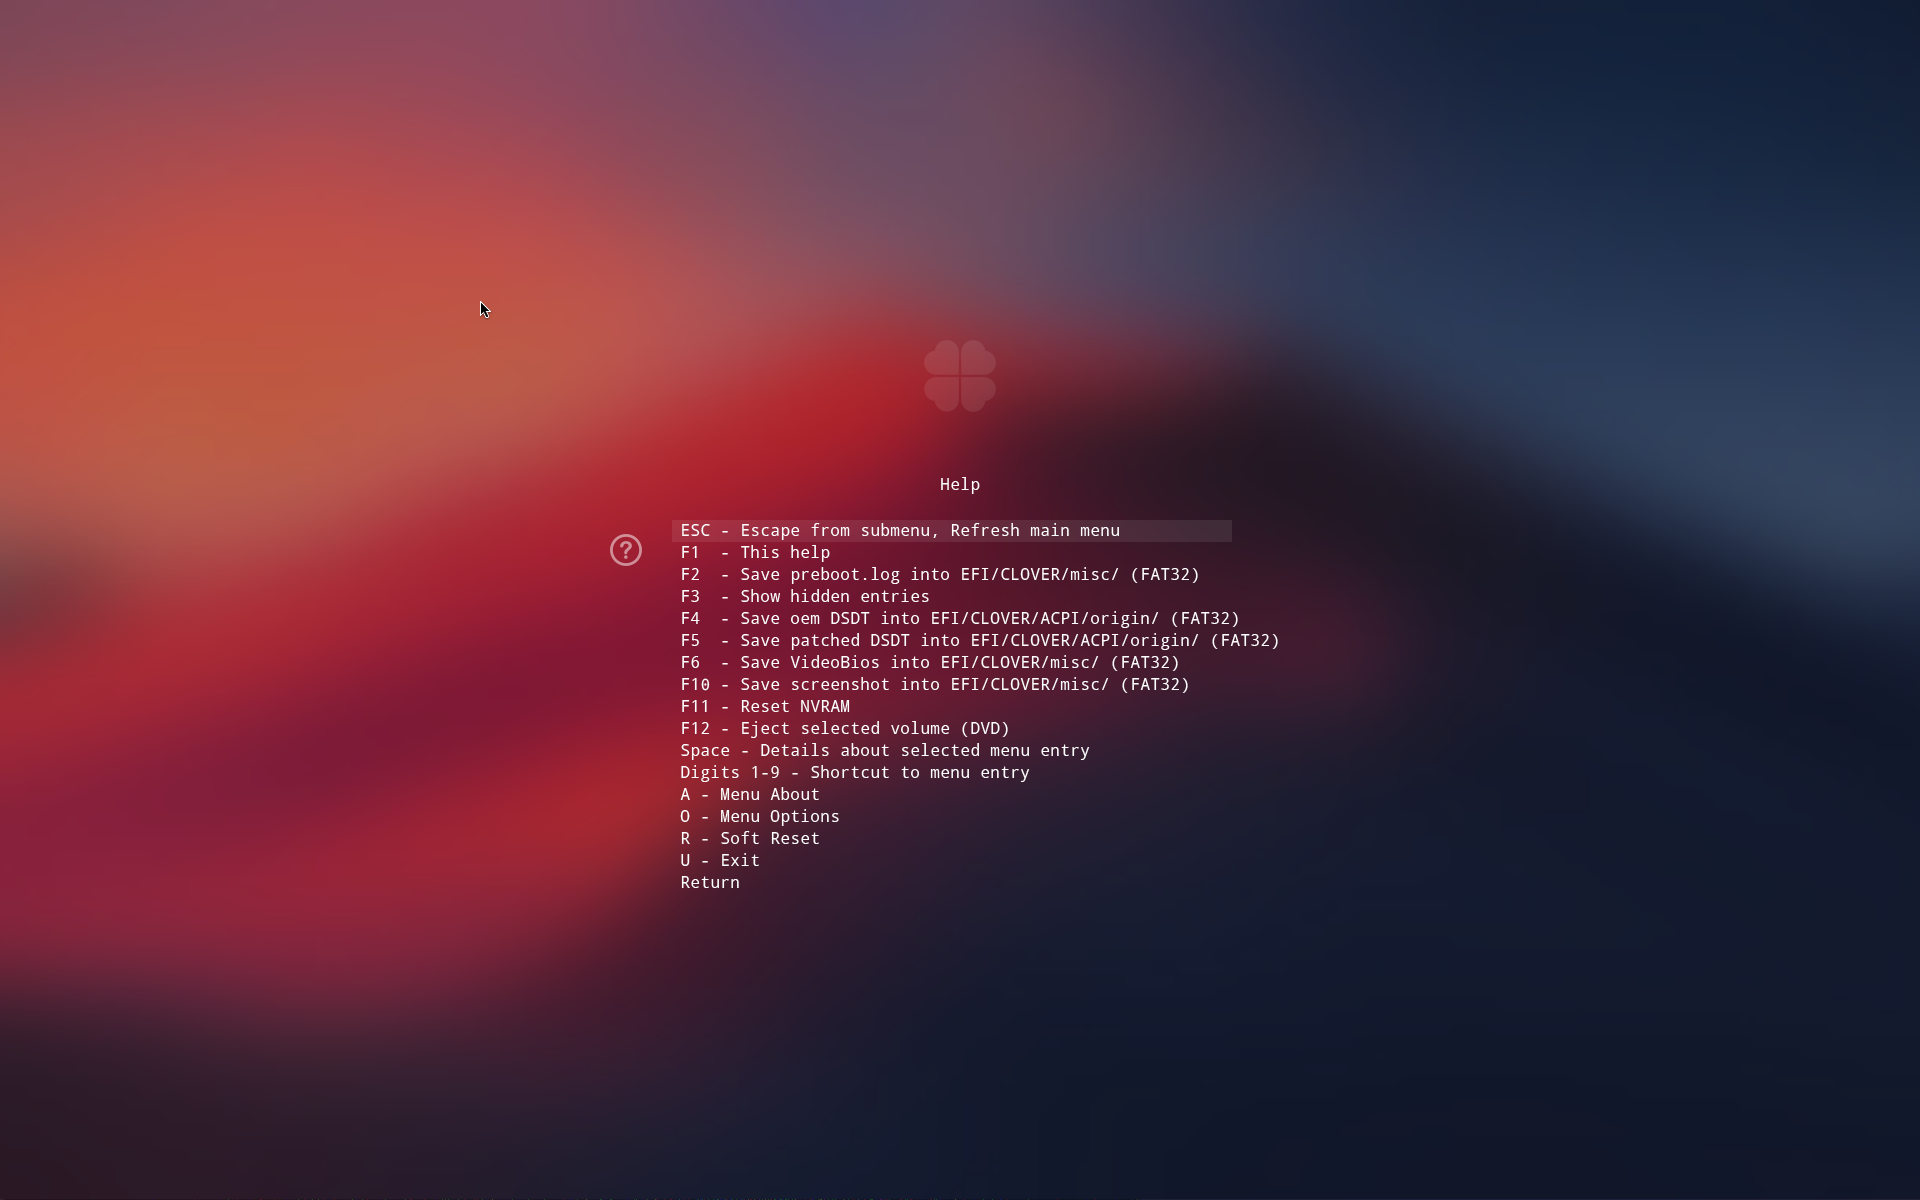 Help
ESC - Escape from submenu, Refresh main menu
F1  - This help
F2  - Save preboot.log into EFI/CLOVER/misc/ (FAT32)
F3  - Show hidden entries
F4  - Save oem DSDT into EFI/CLOVER/ACPI/origin/ (FAT32)
F5  - Save patched DSDT into EFI/CLOVER/ACPI/origin/ (FAT32)
F6  - Save VideoBios into EFI/CLOVER/misc/ (FAT32)
F10 - Save screenshot into EFI/CLOVER/misc/ (FAT32)
F11 - Reset NVRAM
F12 - Eject selected volume (DVD)
Space - Details about selected menu entry
Digits 1-9 - Shortcut to menu entry
A - Menu About
O - Menu Options
R - Soft Reset
U - Exit
Return